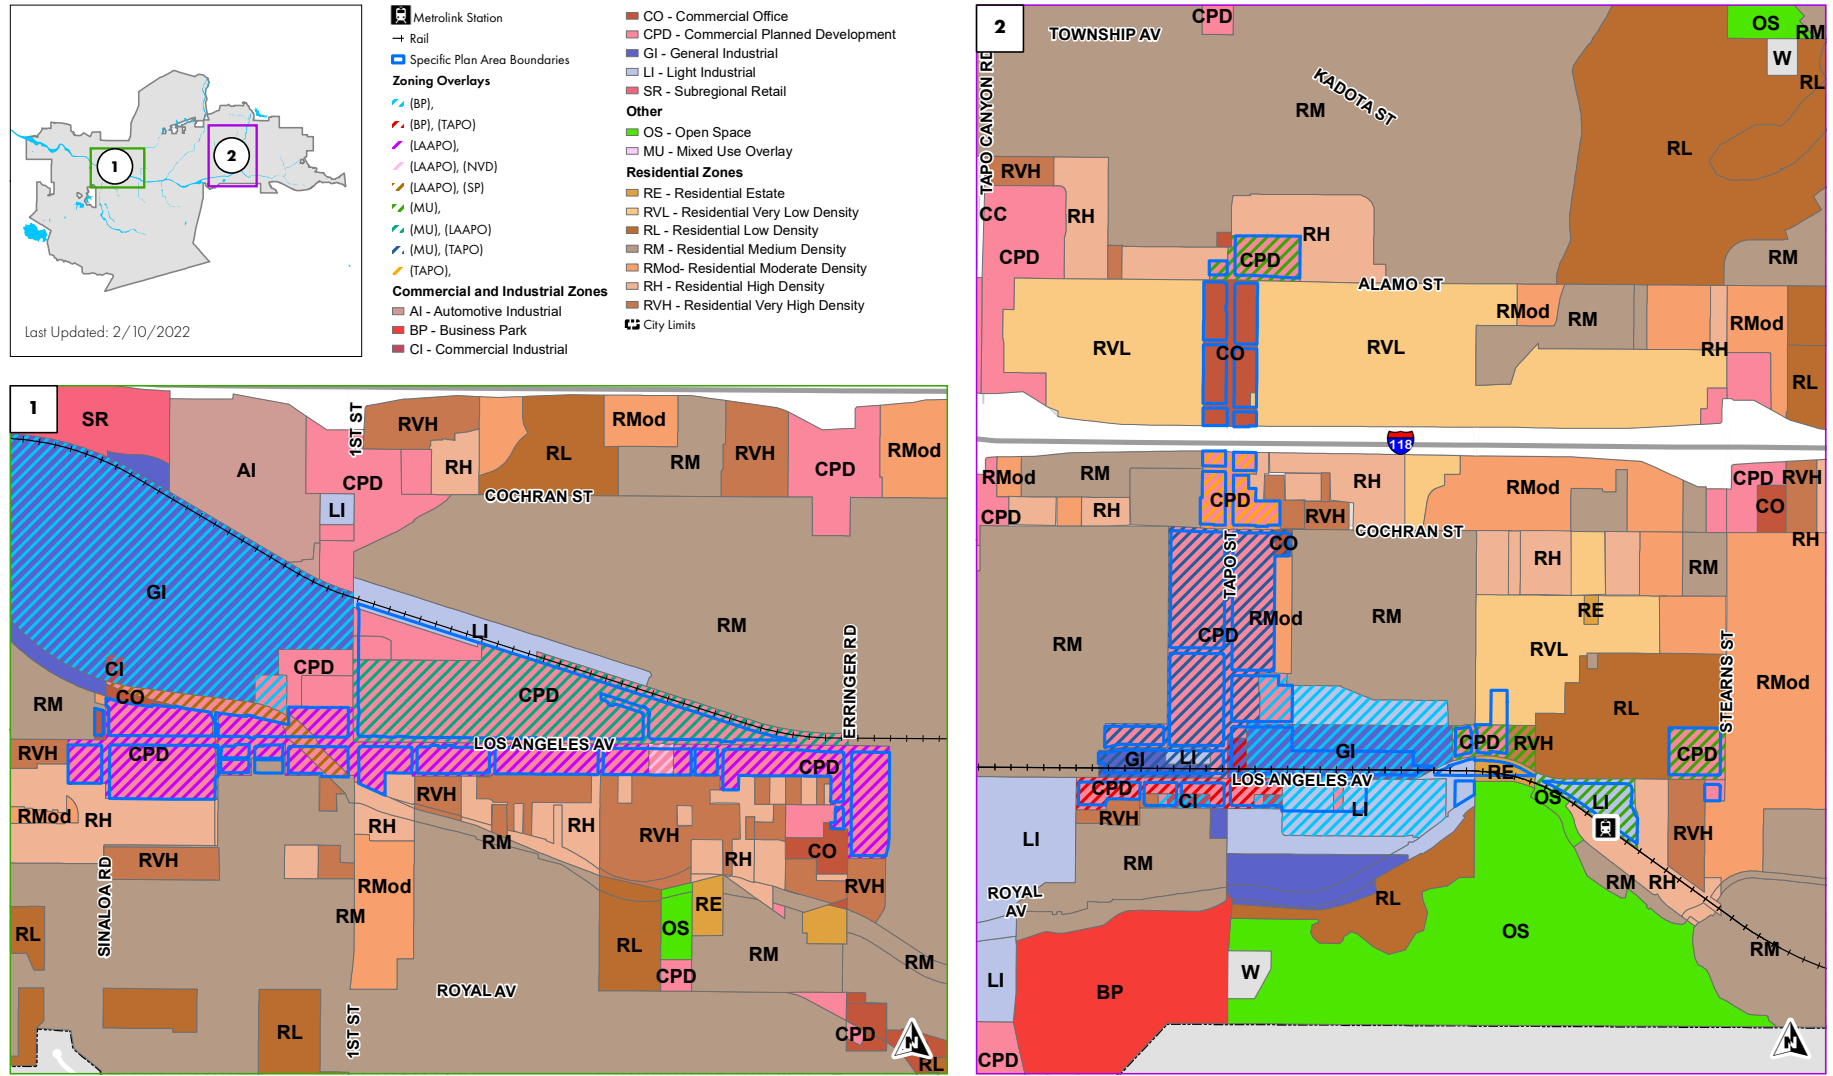 1
2
Last Updated: 2/10/2022
Metrolink Station
Rail
Specific Plan Area Boundaries
Zoning Overlays
(BP),
(BP), (TAPO)
(LAAPO),
(LAAPO), (NVD)
(LAAPO), (SP)
(MU),
(MU), (LAAPO)
(MU), (TAPO)
(TAPO),
Commercial and Industrial Zones
AI - Automotive Industrial
BP - Business Park
CI - Commercial Industrial
CO - Commercial Office
CPD - Commercial Planned Development
GI - General Industrial
LI - Light Industrial
SR - Subregional Retail
Other
OS - Open Space
MU - Mixed Use Overlay
Residential Zones
RE - Residential Estate
RVL - Residential Very Low Density
RL - Residential Low Density
RM - Residential Medium Density
RMod- Residential Moderate Density
RH - Residential High Density
RVH - Residential Very High Density
City Limits
1
SR
1ST ST
RVH
RMod
RL
RMod
AI
RH
RM
RVH
CPD
CPD
COCHRAN ST
LI
GI
LI
RM
ERRINGER RD
CI
CPD
CO
CPD
RM
LOS ANGELES AV
RVH
CPD
CPD
RVH
RMod
RH
RH
RM
RH
RVH
RVH
RH
CO
SINALOA RD
RMod
RVH
RM
RE
OS
RL
RL
RM
RM
CPD
ROYAL AV
1ST ST
RL
CPD
RL
N
2
CPD
TOWNSHIP AV
OS
RM
W
TAPO CANYON RD
KADOTA ST
RM
RL
RL
RVH
CC
RH
RH
CPD
CPD
RM
ALAMO ST
RMod
RM
RMod
RVL
CO
RVL
RH
RL
118
RMod
RM
CPD
RH
RMod
CPD
RVH
CO
CPD
RH
RVH
COCHRAN ST
RH
TAPO ST
CO
RH
RM
RE
RM
CPD
RMod
RM
RVL
STEARNS ST
RMod
RL
CPD
RVH
CPD
GI
LI
GI
RE
LOS ANGELES AV
CPD
CI
LI
OS
LI
RVH
LI
RM
RVH
ROYAL
AV
RL
RM
RH
OS
RM
LI
W
BP
CPD
N